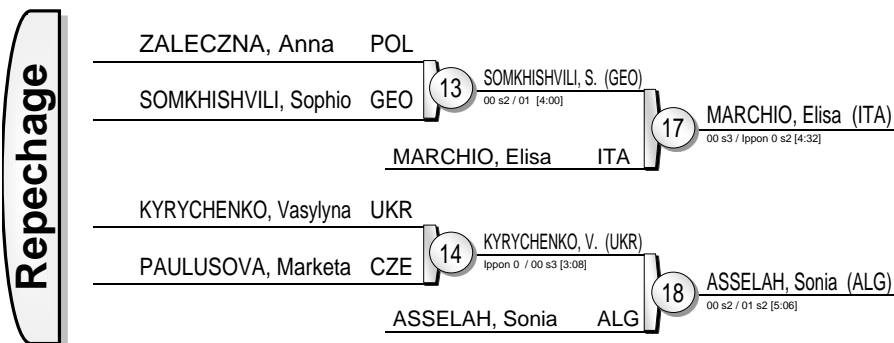 Repechage
ZALECZNA, Anna POL
SOMKHISHVILI, Sophio GEO
13
SOMKHISHVILI, S. (GEO)
00 s2 / 01 [4:00]
MARCHIO, Elisa ITA
17
MARCHIO, Elisa (ITA)
00 s3 / Ippon 0 s2 [4:32]
KYRYCHENKO, Vasylyna UKR
PAULUSOVA, Marketa CZE
14
KYRYCHENKO, V. (UKR)
Ippon 0 / 00 s3 [3:08]
ASSELAH, Sonia ALG
18
ASSELAH, Sonia (ALG)
00 s2 / 01 s2 [5:06]